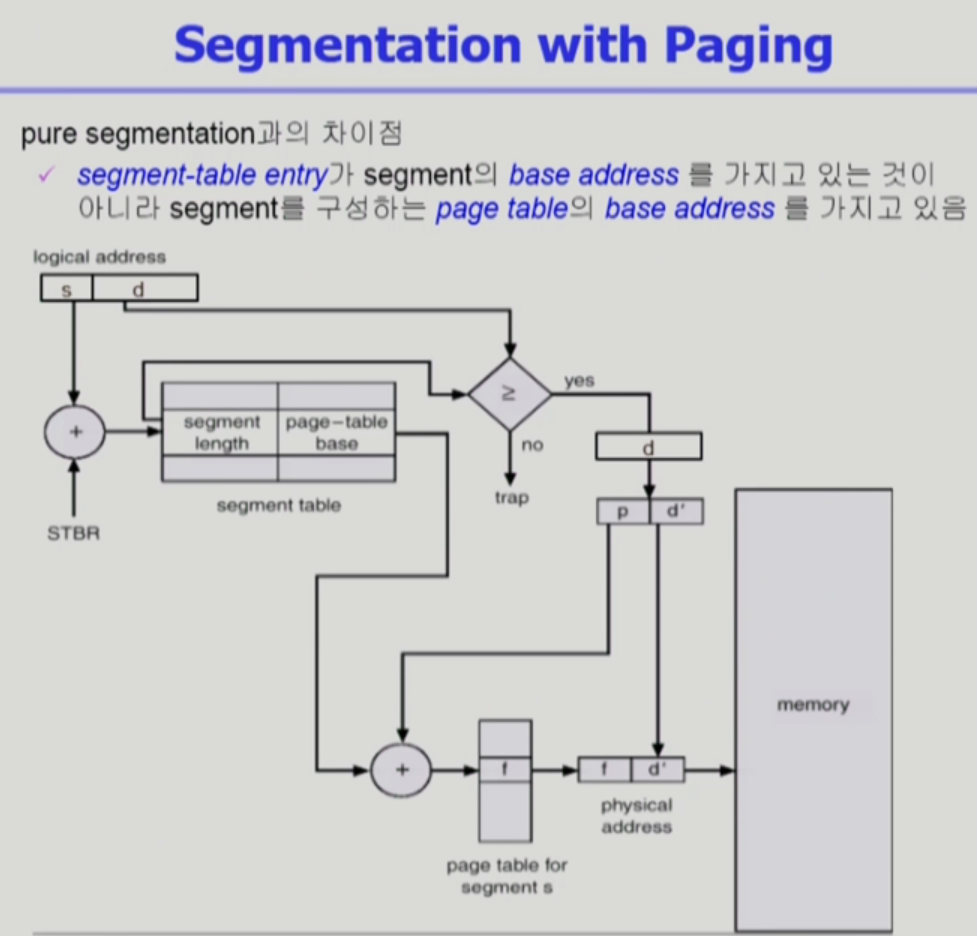 Segmentation with Paging
pure segmentation과의 차이점
✓ segment-table entry가 segment의 base address 를 가지고 있는 것이
아니라 segment를 구성하는 page table의 base address 를 가지고 있음
logical address
s d
≥
yes
no
trap
+
segment
length
page-table
base
segment table
STBR
d
p d'
memory
+
f
f d'
physical
address
page table for
segment s